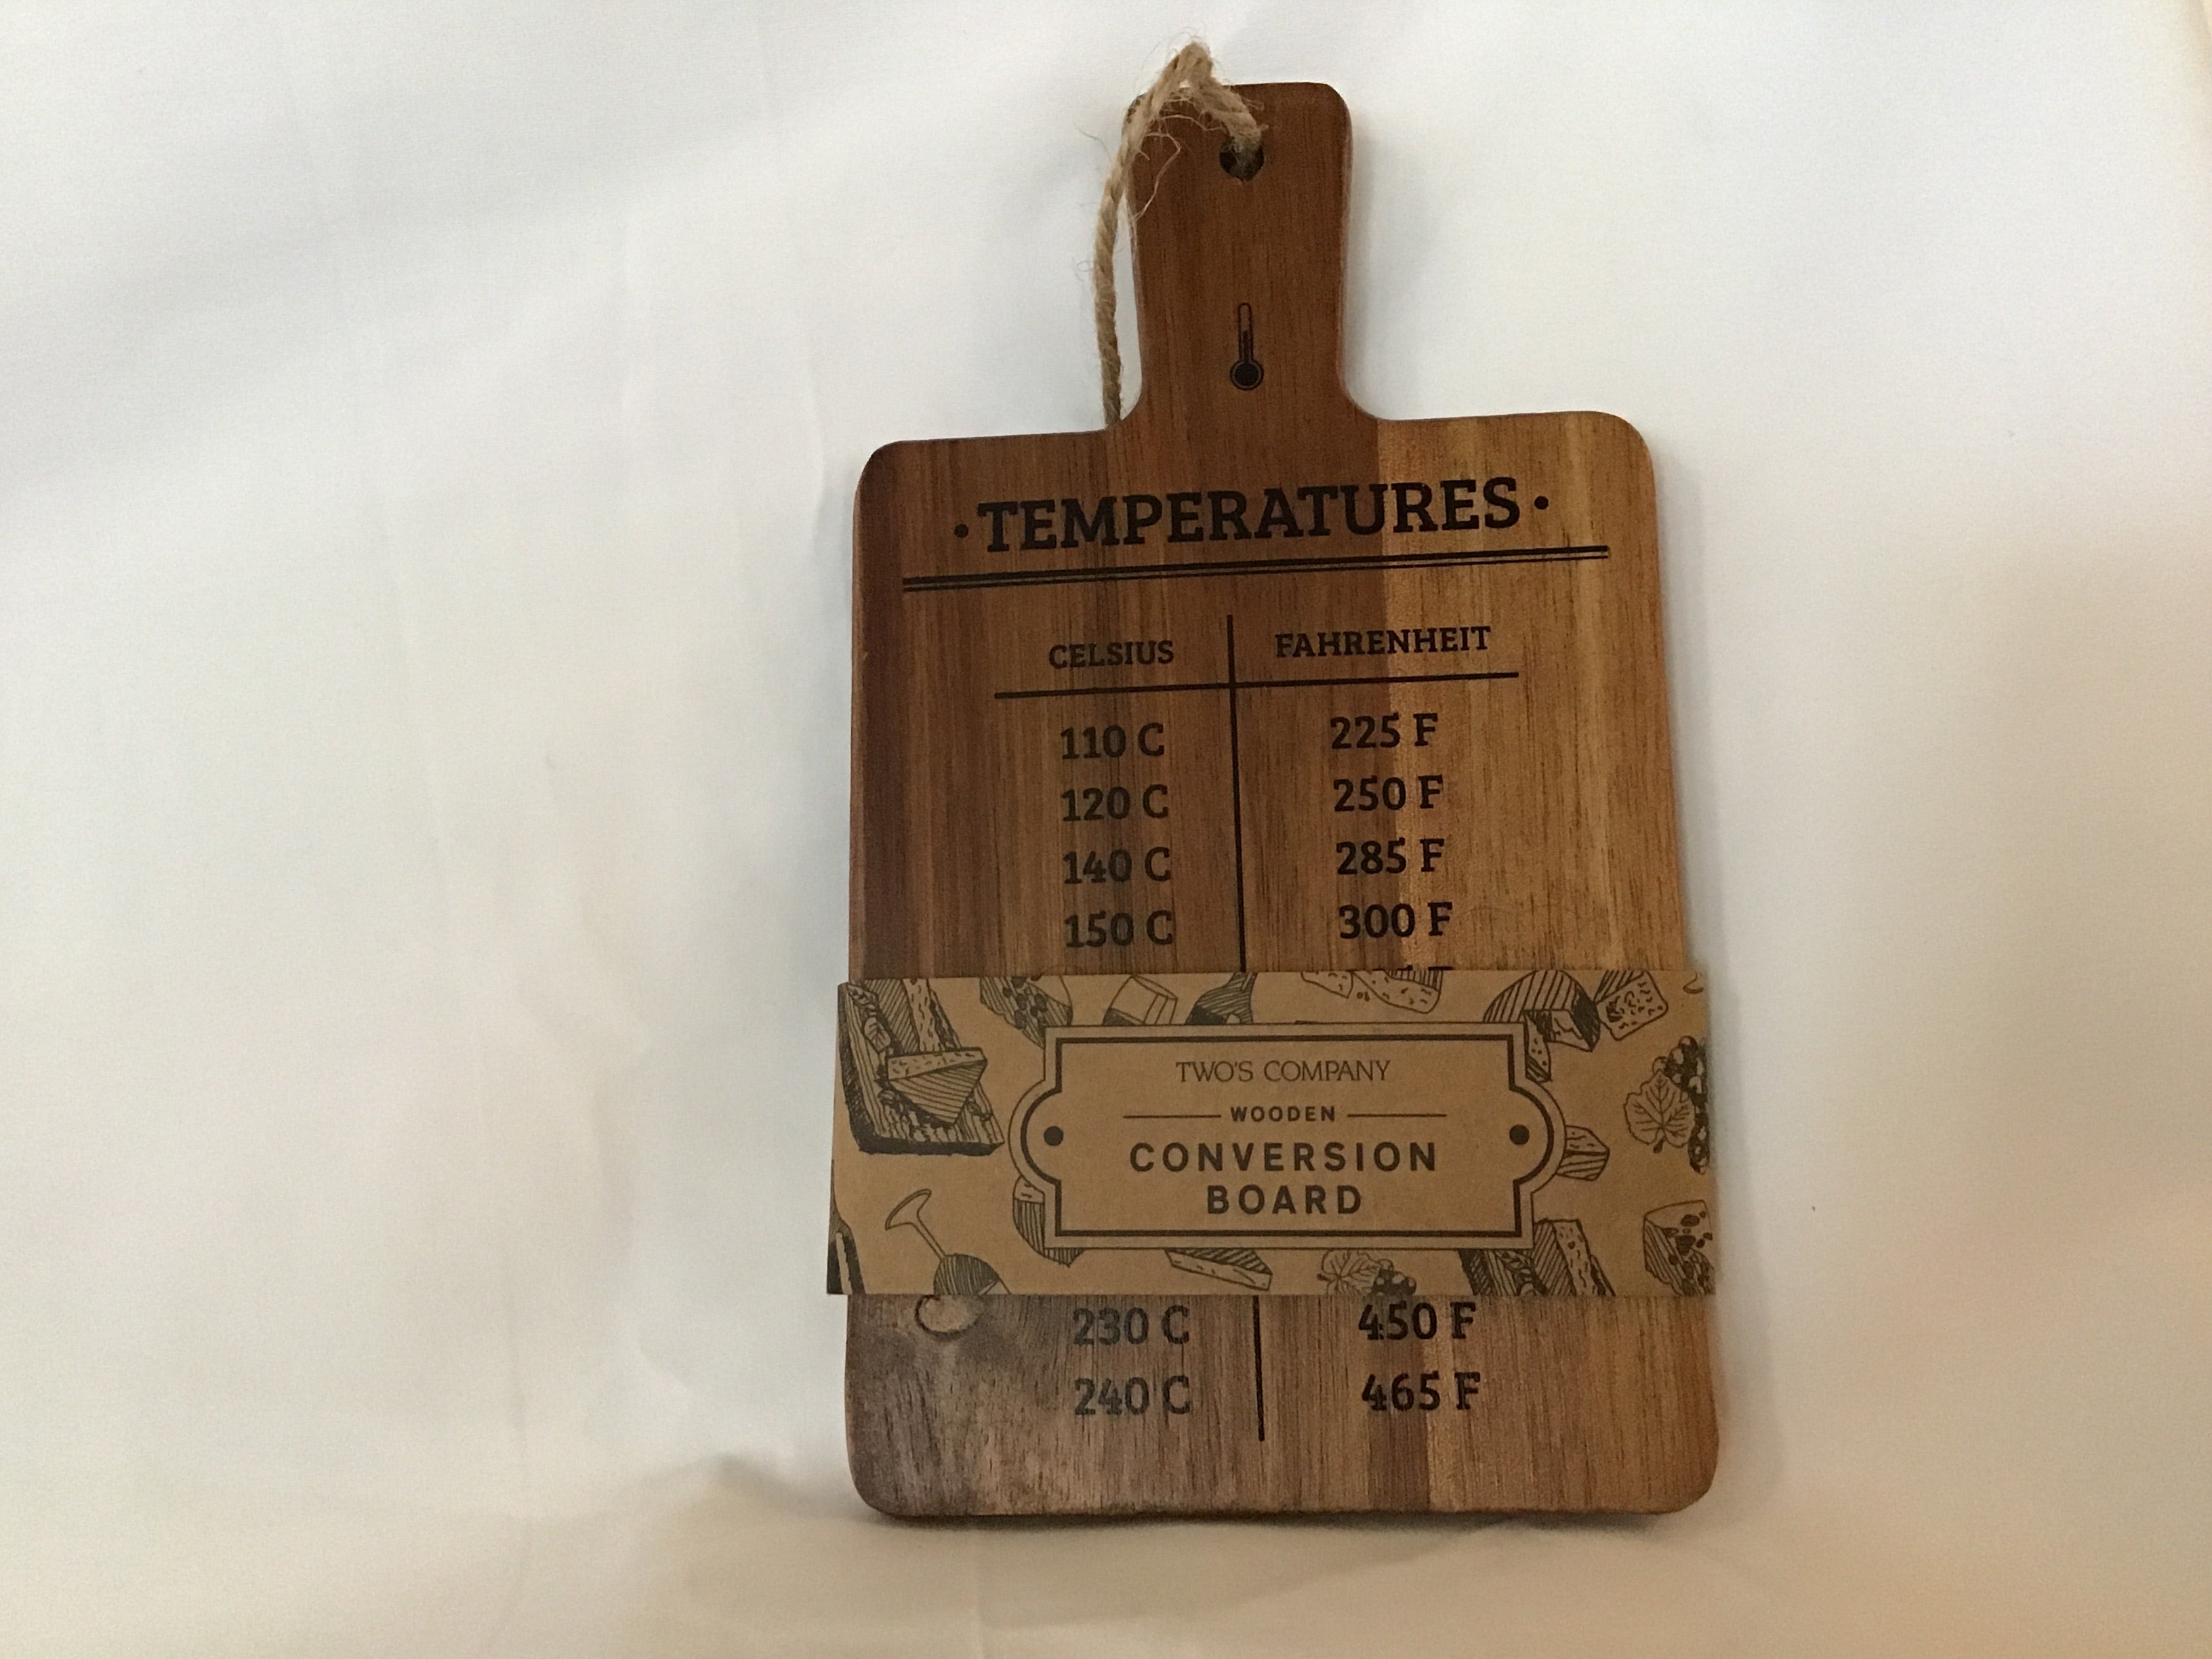 · TEMPERATURES ·
CELSIUS FAHRENHEIT
110 C 225 F
120 C 250 F
140 C 285 F
150 C 300 F
TWO'S COMPANY
WOODEN
CONVERSION
BOARD
230 C 450 F
240 C 465 F